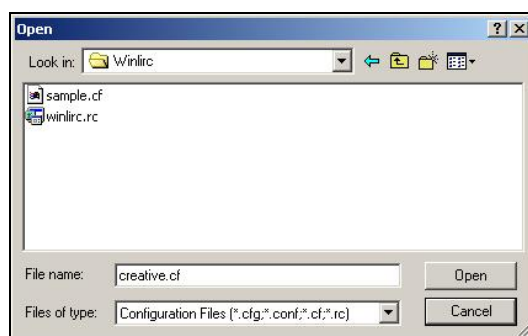 Open
Look in: Winlirc
sample.cf
winlirc.rc
File name: creative.cf Open
Files of type: Configuration Files (*.cfg;*.conf;*.cf;*.rc) Cancel